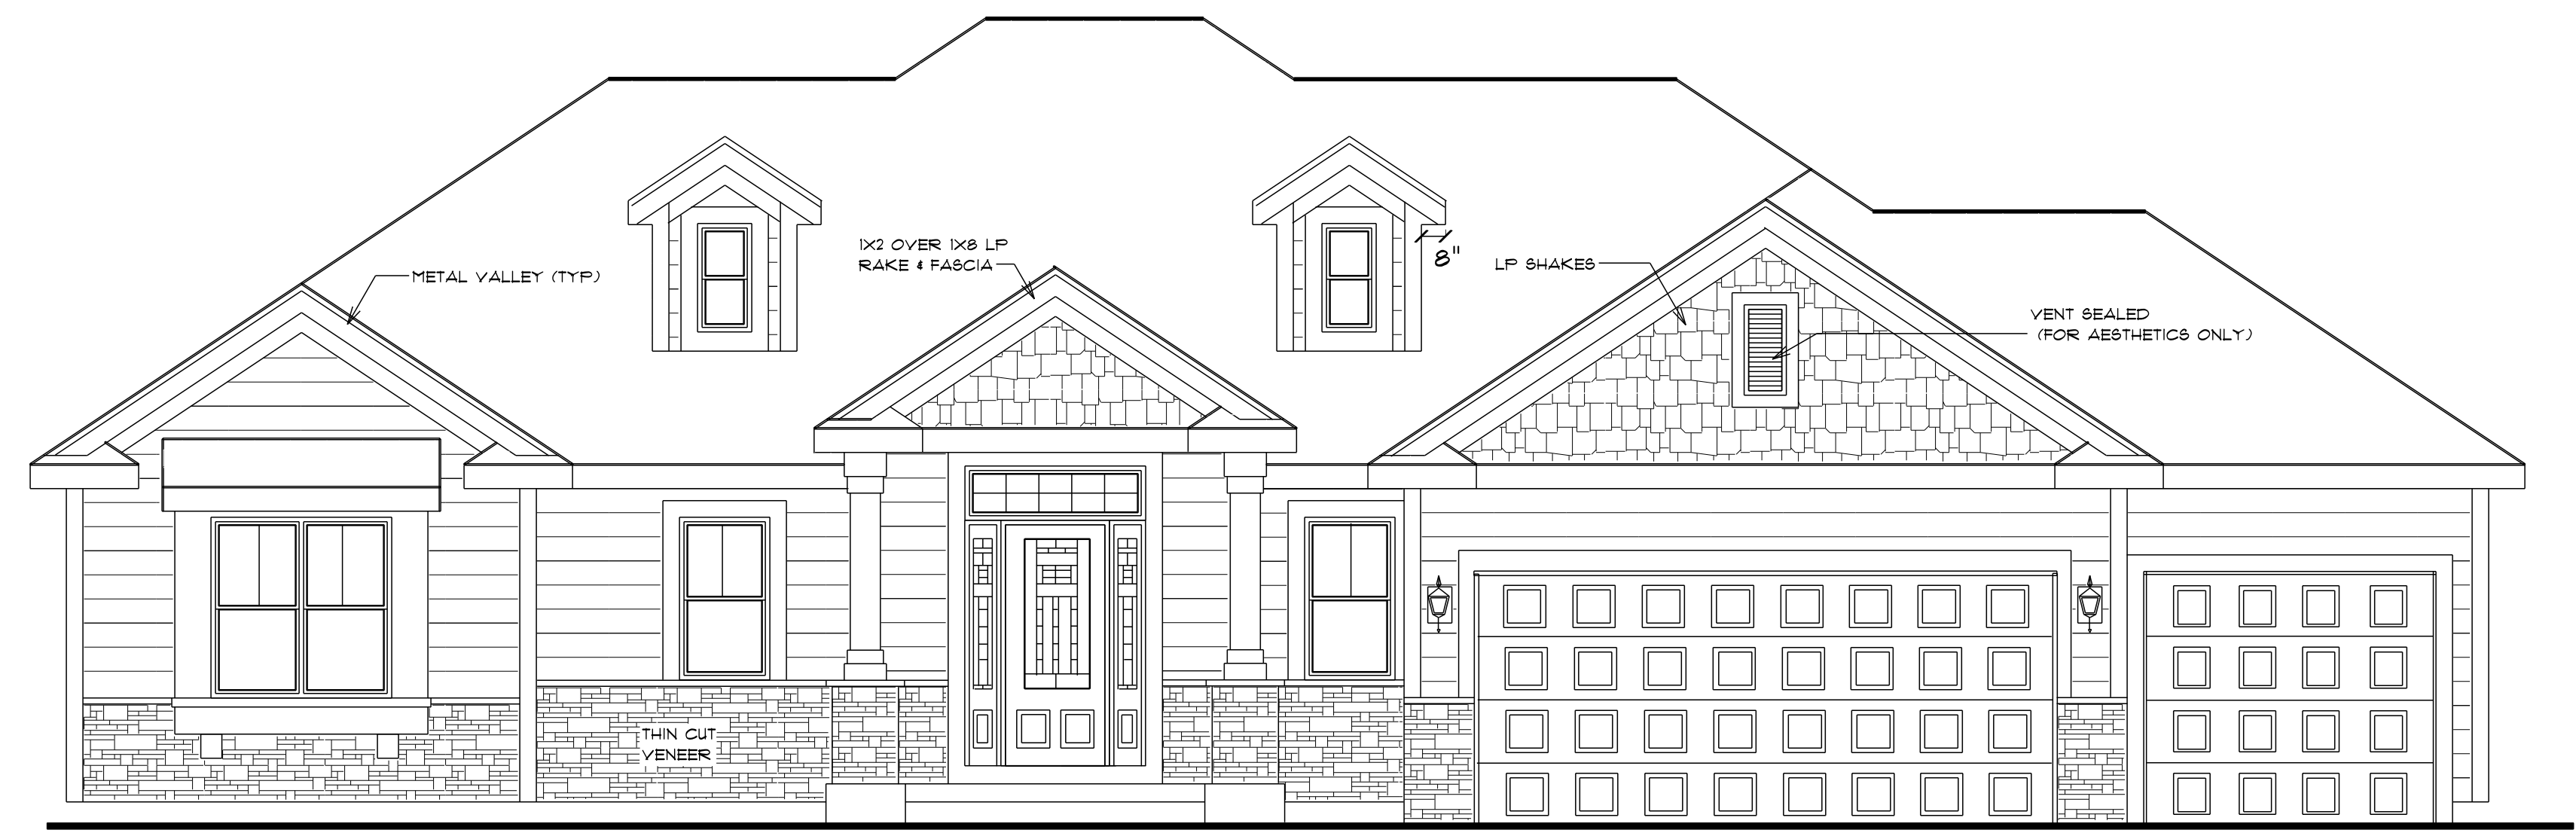 METAL VALLEY (TYP)
1X2 OVER 1X8 LP
RAKE & FASCIA
8"
LP SHAKES
VENT SEALED
(FOR AESTHETICS ONLY)
THIN CUT
VENEER